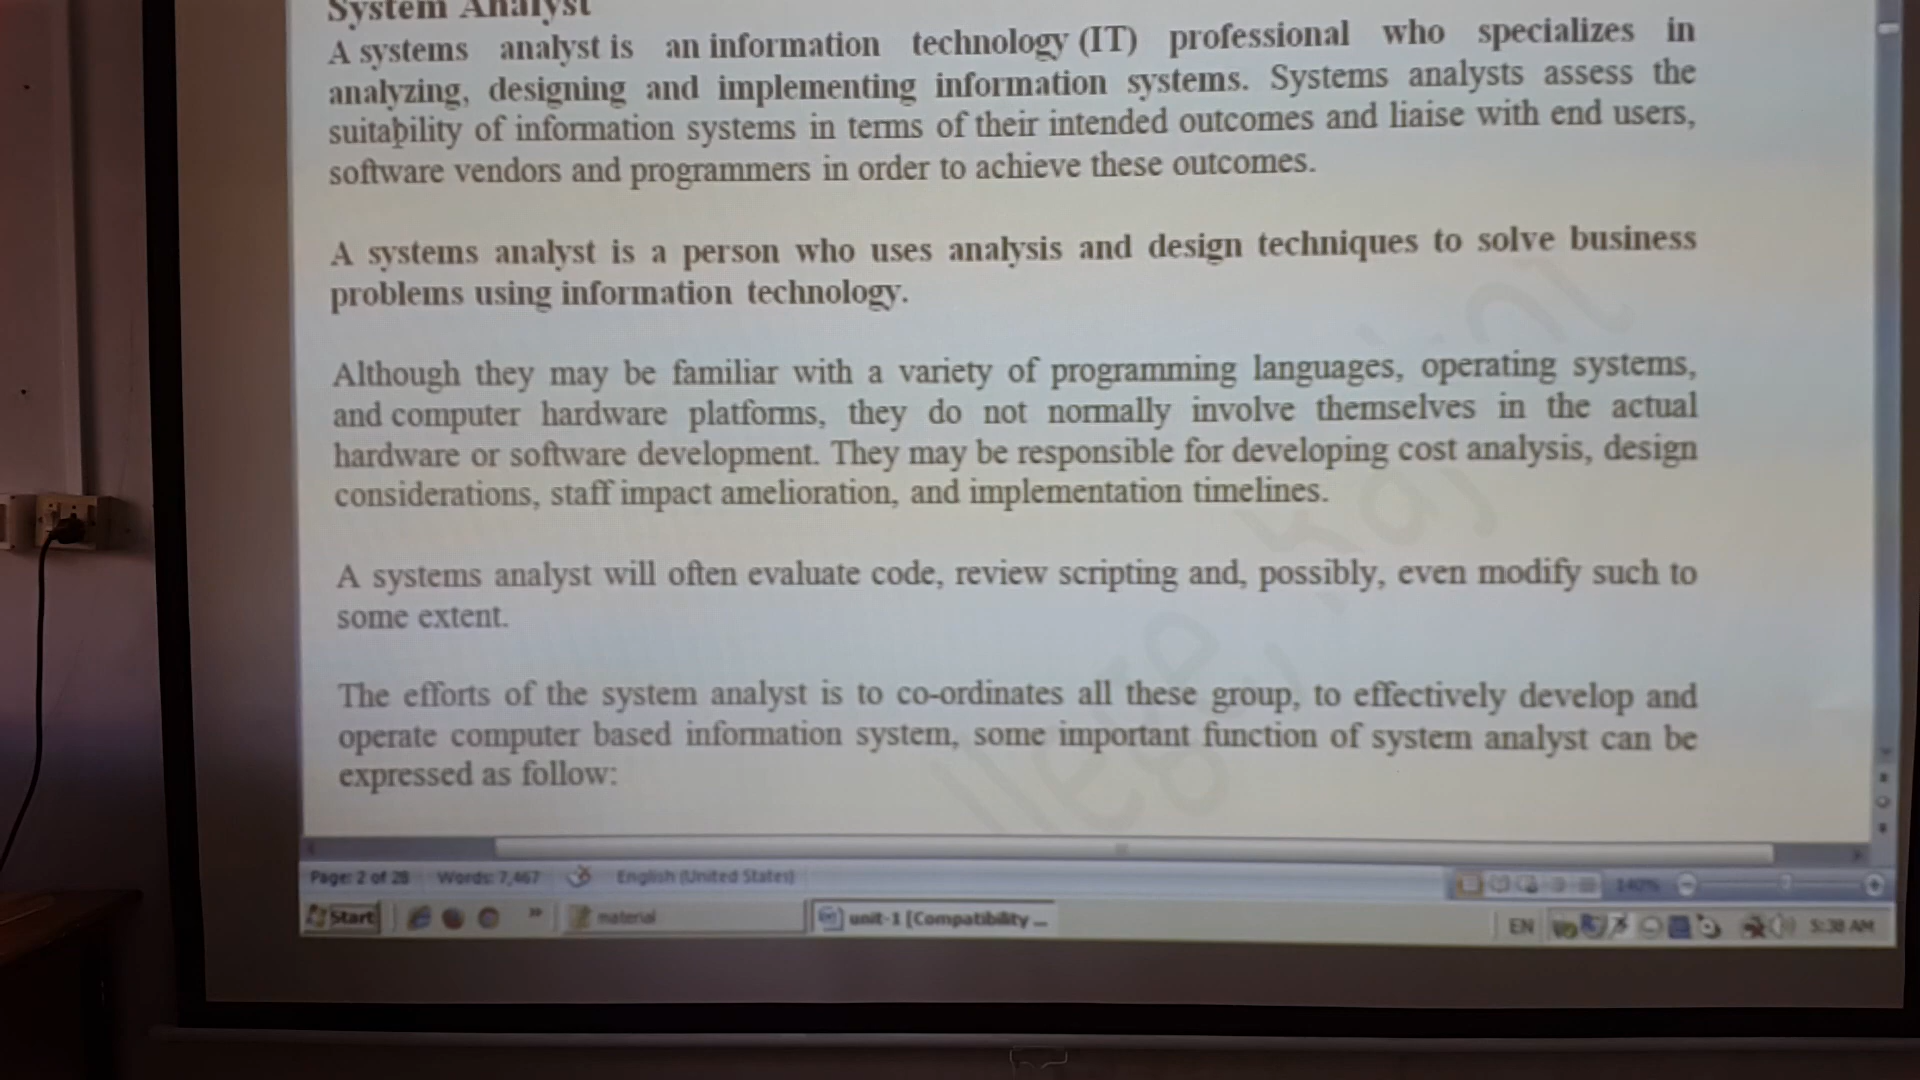 System Analyst
A systems analyst is an information technology (IT) professional who specializes in
analyzing, designing and implementing information systems. Systems analysts assess the
suitability of information systems in terms of their intended outcomes and liaise with end users,
software vendors and programmers in order to achieve these outcomes.
A systems analyst is a person who uses analysis and design techniques to solve business
problems using information technology.
Although they may be familiar with a variety of programming languages, operating systems,
and computer hardware platforms, they do not normally involve themselves in the actual
hardware or software development. They may be responsible for developing cost analysis, design
considerations, staff impact amelioration, and implementation timelines.
A systems analyst will often evaluate code, review scripting and, possibly, even modify such to
some extent.
The efforts of the system analyst is to co-ordinates all these group, to effectively develop and
operate computer based information system, some important function of system analyst can be
expressed as follow:
Page: 2 of 28 Words: 7,467 English (United States) 140%
Start » material unit-1 [Compatibility ... EN 5:38 AM